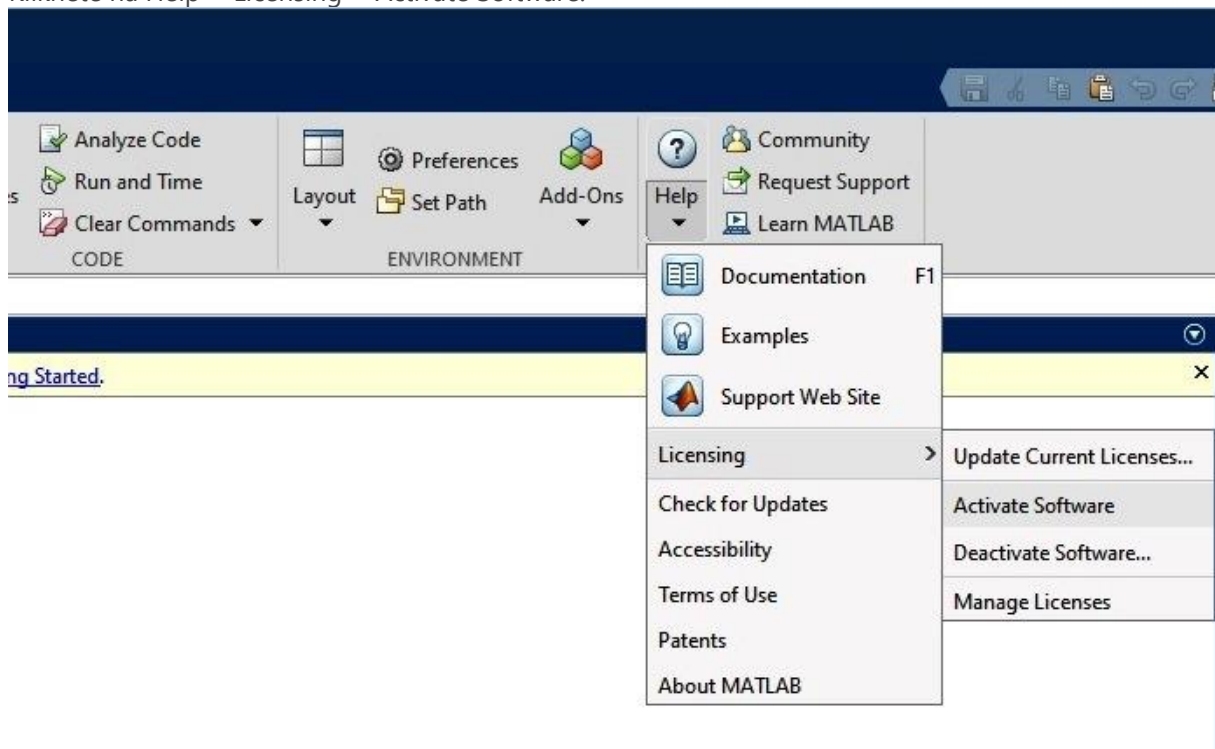 Analyze Code
Run and Time
Clear Commands
CODE
Layout
Preferences
Set Path
Add-Ons
ENVIRONMENT
Help
Community
Request Support
Learn MATLAB
ng Started.
Documentation F1
Examples
Support Web Site
Licensing
Check for Updates
Accessibility
Terms of Use
Patents
About MATLAB
Update Current Licenses...
Activate Software
Deactivate Software...
Manage Licenses